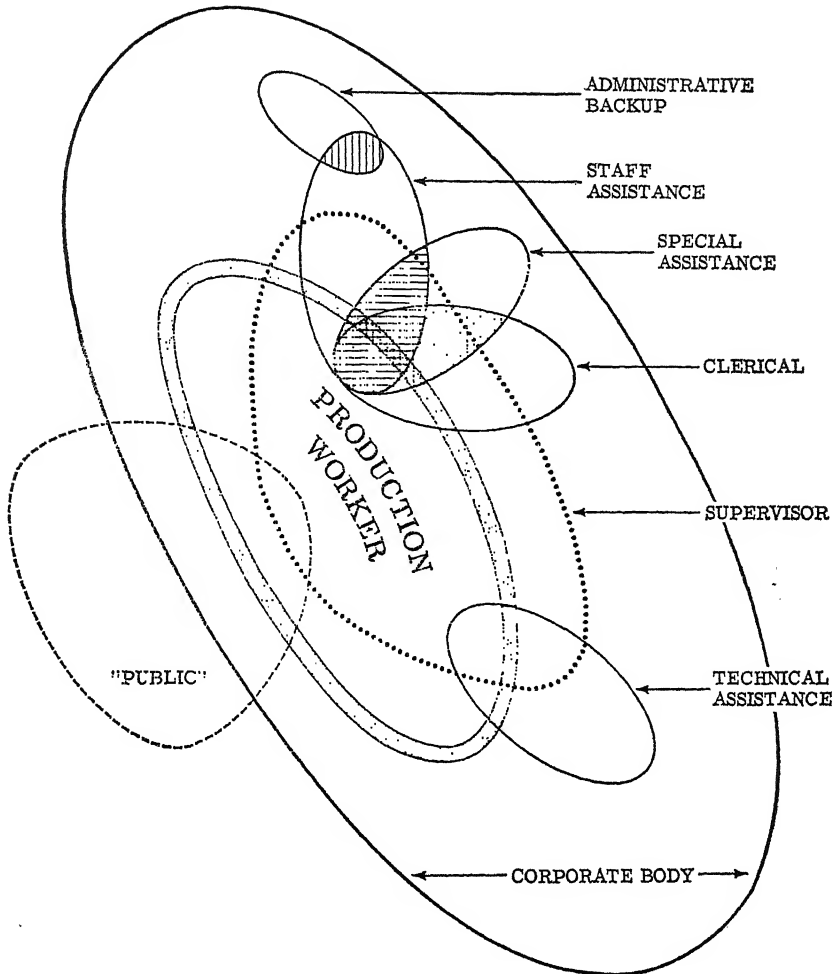 ADMINISTRATIVE
BACKUP
STAFF
ASSISTANCE
SPECIAL
ASSISTANCE
CLERICAL
PRODUCTION
WORKER
SUPERVISOR
"PUBLIC"
TECHNICAL
ASSISTANCE
CORPORATE BODY